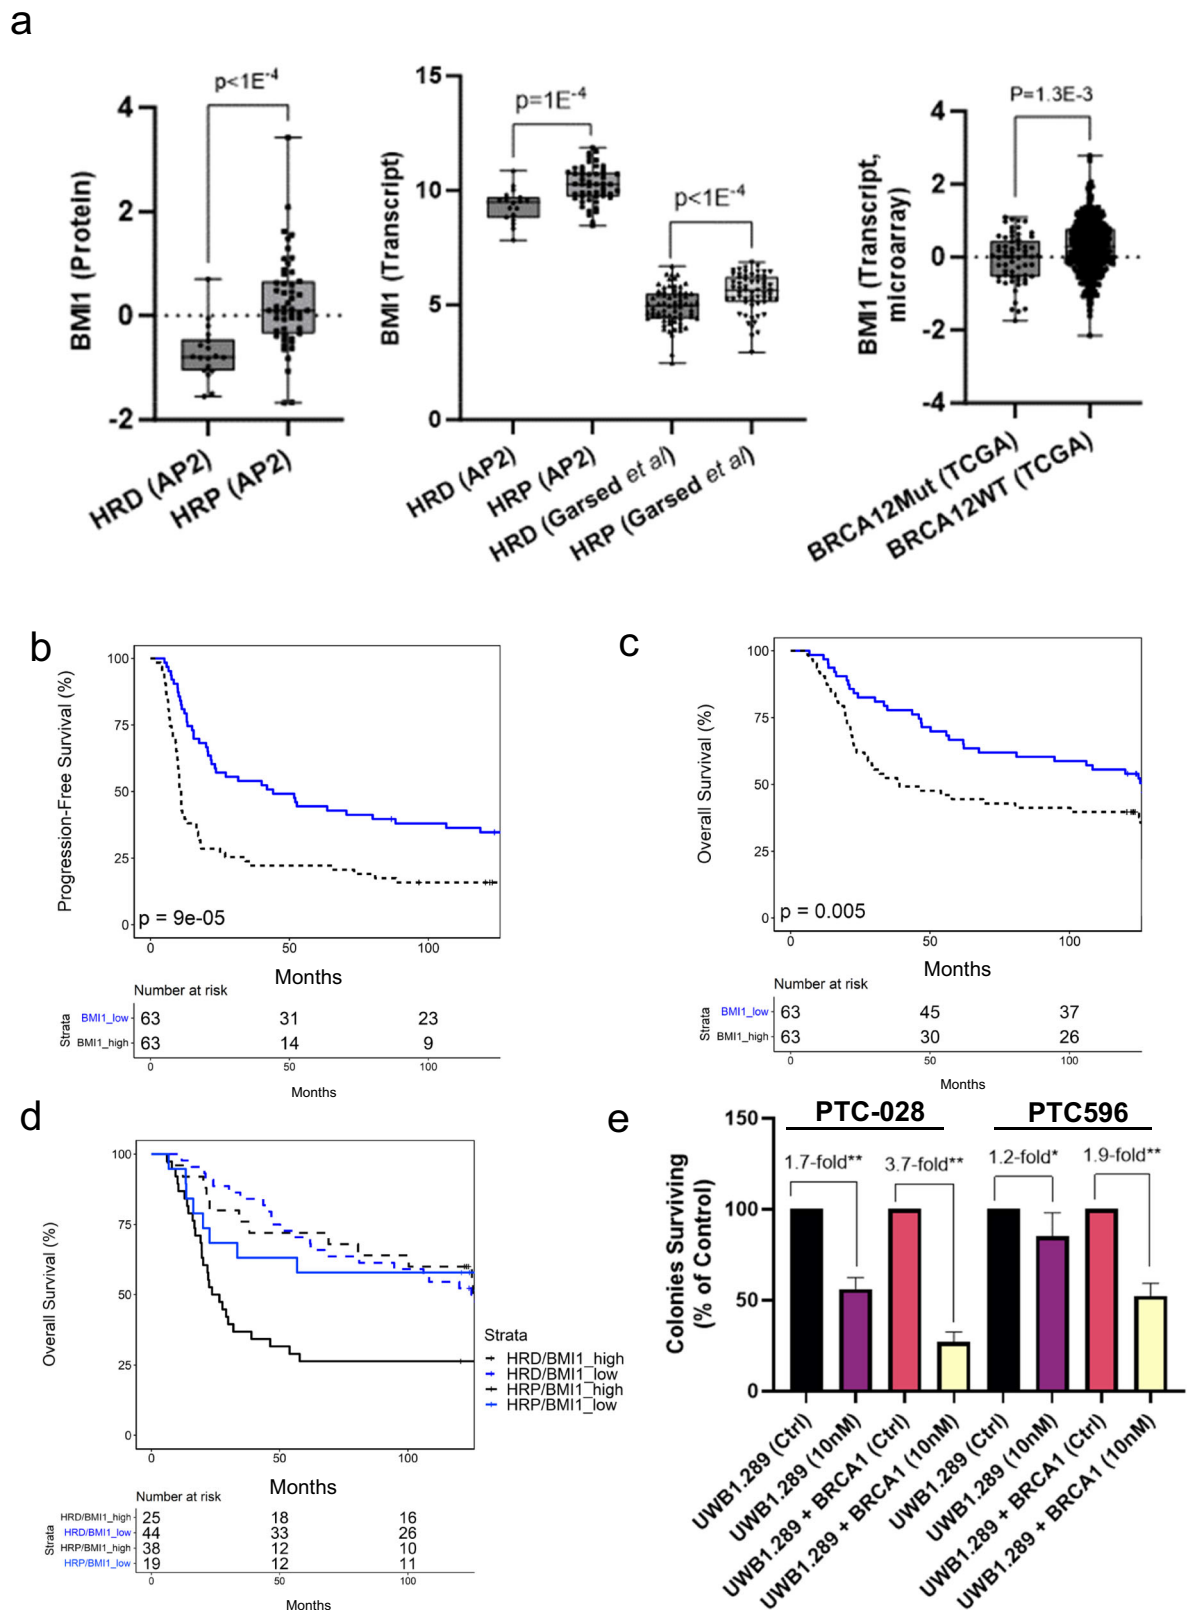 a
p<1E-4
4
2
0
-2
BMI1 (Protein)
HRD (AP2)
HRP (AP2)
15
10
5
0
BMI1 (Transcript)
p=1E-4
p<1E-4
HRD (AP2)
HRP (AP2)
HRD (Garsed et al)
HRP (Garsed et al)
P=1.3E-3
4
2
0
-2
-4
BMI1 (Transcript,
microarray)
BRCA12Mut (TCGA)
BRCA12WT (TCGA)
b
Progression-Free Survival (%)
100
75
50
25
0
p = 9e-05
0 50 100
Months
Number at risk
Strata
BMI1_low 63 31 23
BMI1_high 63 14 9
0 50 100
Months
c
Overall Survival (%)
100
75
50
25
0
p = 0.005
0 50 100
Months
Number at risk
Strata
BMI1_low 63 45 37
BMI1_high 63 30 26
0 50 100
Months
d
Overall Survival (%)
100
75
50
25
0
0 50 100
Months
Strata
HRD/BMI1_high
HRD/BMI1_low
HRP/BMI1_high
HRP/BMI1_low
Number at risk
Strata
HRD/BMI1_high 25 18 16
HRD/BMI1_low 44 33 26
HRP/BMI1_high 38 12 10
HRP/BMI1_low 19 12 11
0 50 100
Months
e
PTC-028 PTC596
150
100
50
0
Colonies Surviving
(% of Control)
1.7-fold** 3.7-fold** 1.2-fold* 1.9-fold**
UWB1.289 (Ctrl)
UWB1.289 (10nM)
UWB1.289 + BRCA1 (Ctrl)
UWB1.289 + BRCA1 (10nM)
UWB1.289 (Ctrl)
UWB1.289 (10nM)
UWB1.289 + BRCA1 (Ctrl)
UWB1.289 + BRCA1 (10nM)